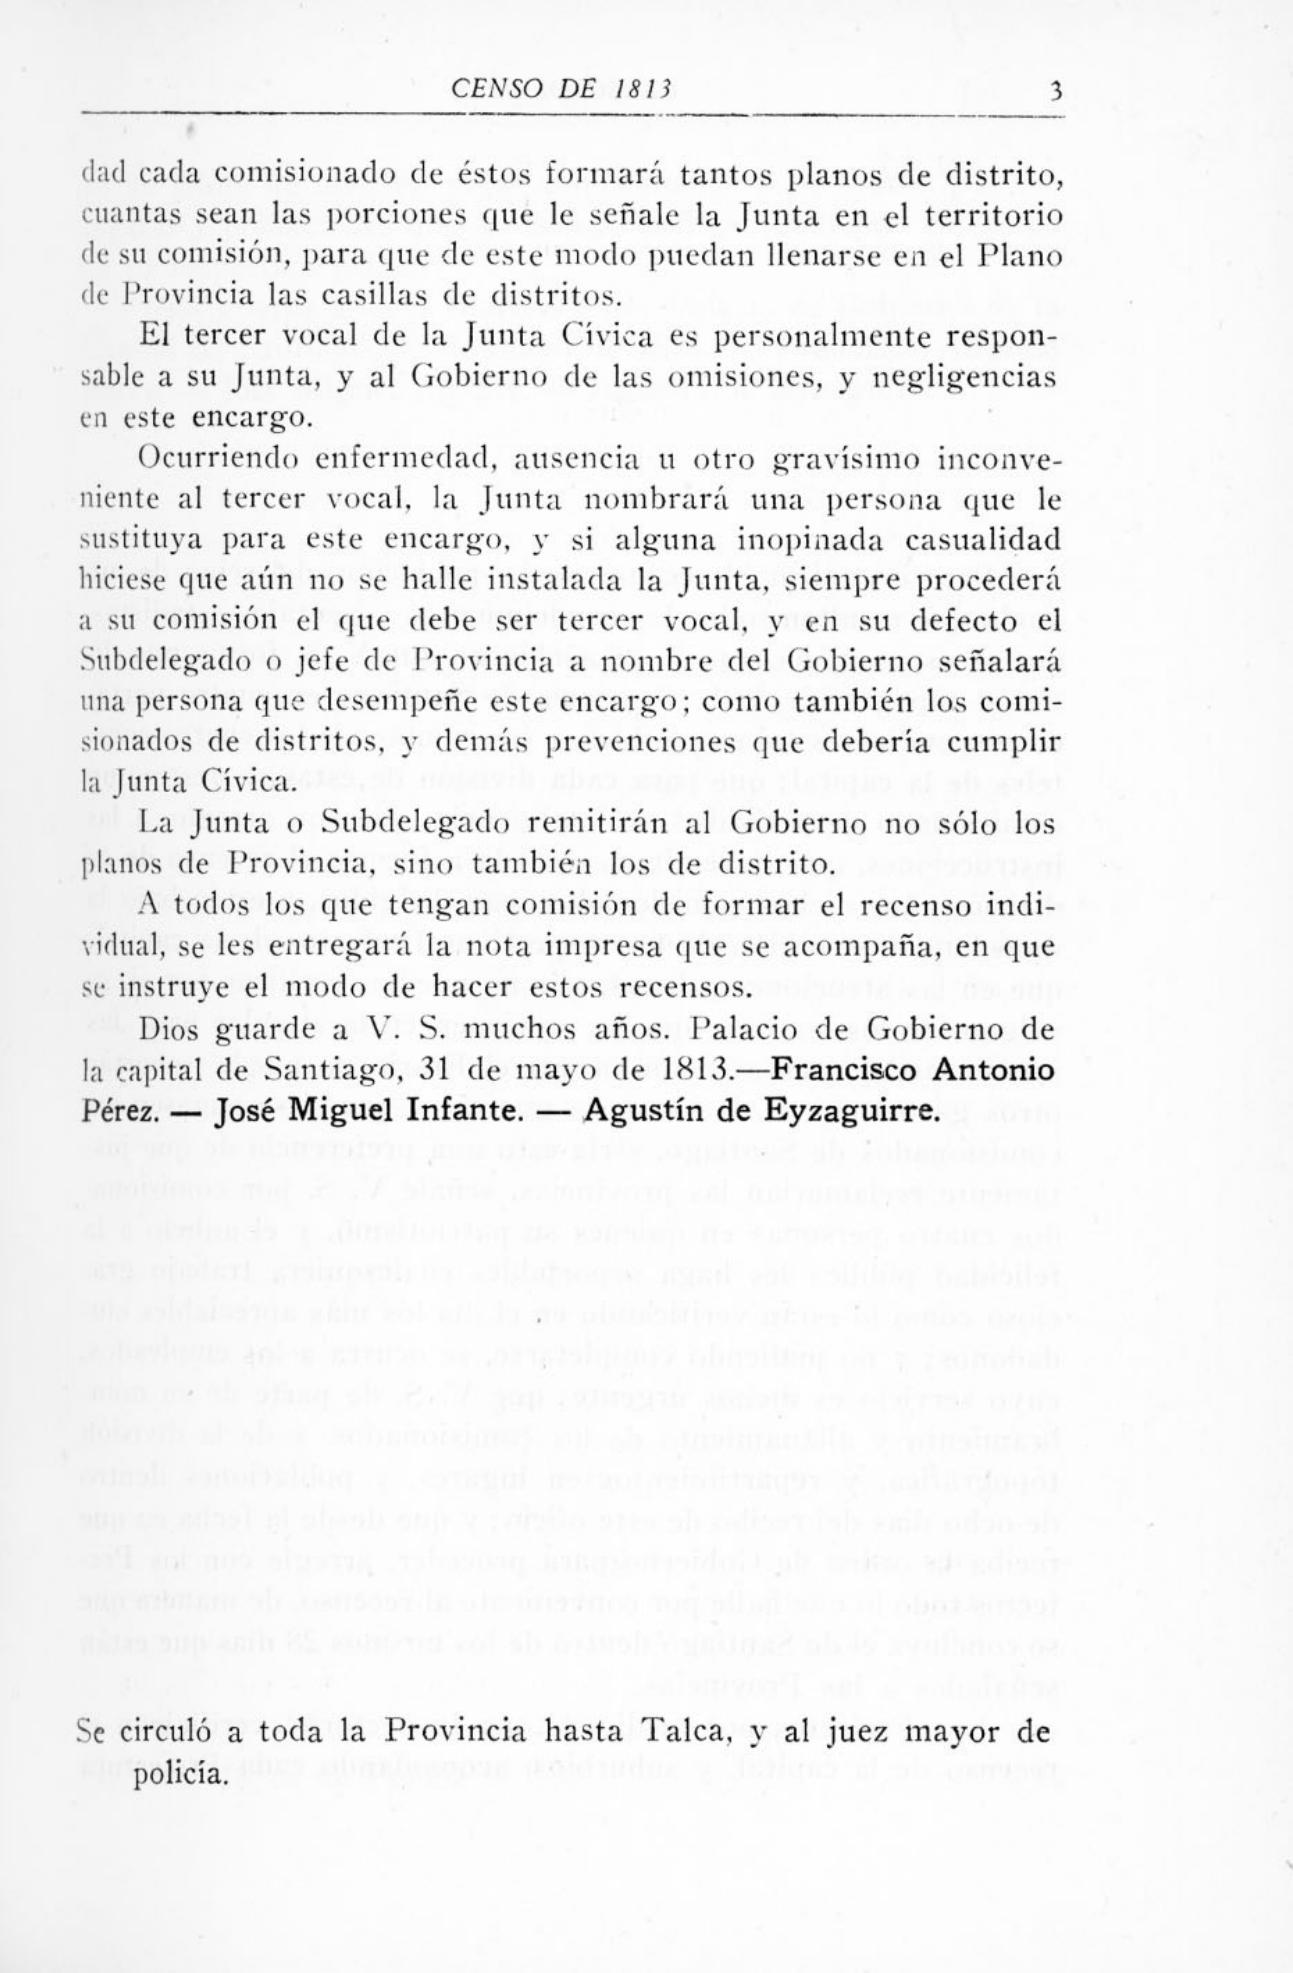 CENSO DE 1813 3
dad cada comisionado de éstos formará tantos planos de distrito,
cuantas sean las porciones que le señale la Junta en el territorio
de su comisión, para que de este modo puedan llenarse en el Plano
de Provincia las casillas de distritos.
El tercer vocal de la Junta Cívica es personalmente respon-
sable a su Junta, y al Gobierno de las omisiones, y negligencias
en este encargo.
Ocurriendo enfermedad, ausencia u otro gravísimo inconve-
niente al tercer vocal, la Junta nombrará una persona que le
sustituya para este encargo, y si alguna inopinada casualidad
hiciese que aún no se halle instalada la Junta, siempre procederá
a su comisión el que debe ser tercer vocal, y en su defecto el
Subdelegado o jefe de Provincia a nombre del Gobierno señalará
una persona que desempeñe este encargo; como también los comi-
sionados de distritos, y demás prevenciones que debería cumplir
la Junta Cívica.
La Junta o Subdelegado remitirán al Gobierno no sólo los
planos de Provincia, sino también los de distrito.
A todos los que tengan comisión de formar el recenso indi-
vidual, se les entregará la nota impresa que se acompaña, en que
se instruye el modo de hacer estos recensos.
Dios guarde a V. S. muchos años. Palacio de Gobierno de
la capital de Santiago, 31 de mayo de 1813.—Francisco Antonio
Pérez. — José Miguel Infante. — Agustín de Eyzaguirre.
Se circuló a toda la Provincia hasta Talca, y al juez mayor de
policía.